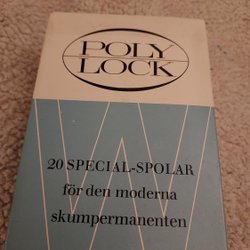 POLY
LOCK
20 SPECIAL-SPOLAR
för den moderna
skumpermanenten